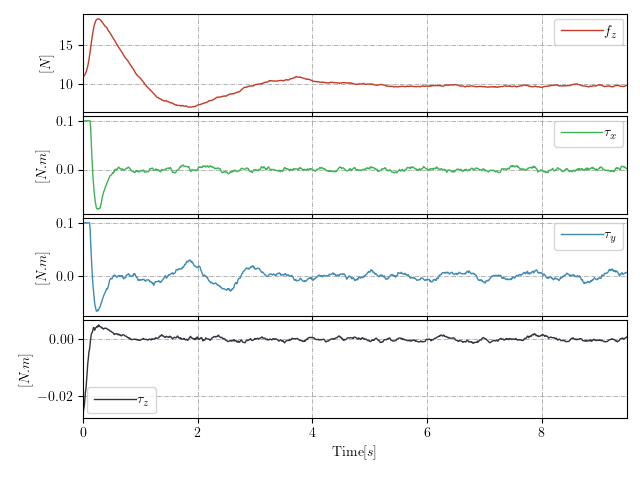 [N]
15
10
f_z
[N.m]
0.1
0.0
τ_x
[N.m]
0.1
0.0
τ_y
[N.m]
0.00
−0.02
τ_z
0 2 4 6 8
Time[s]